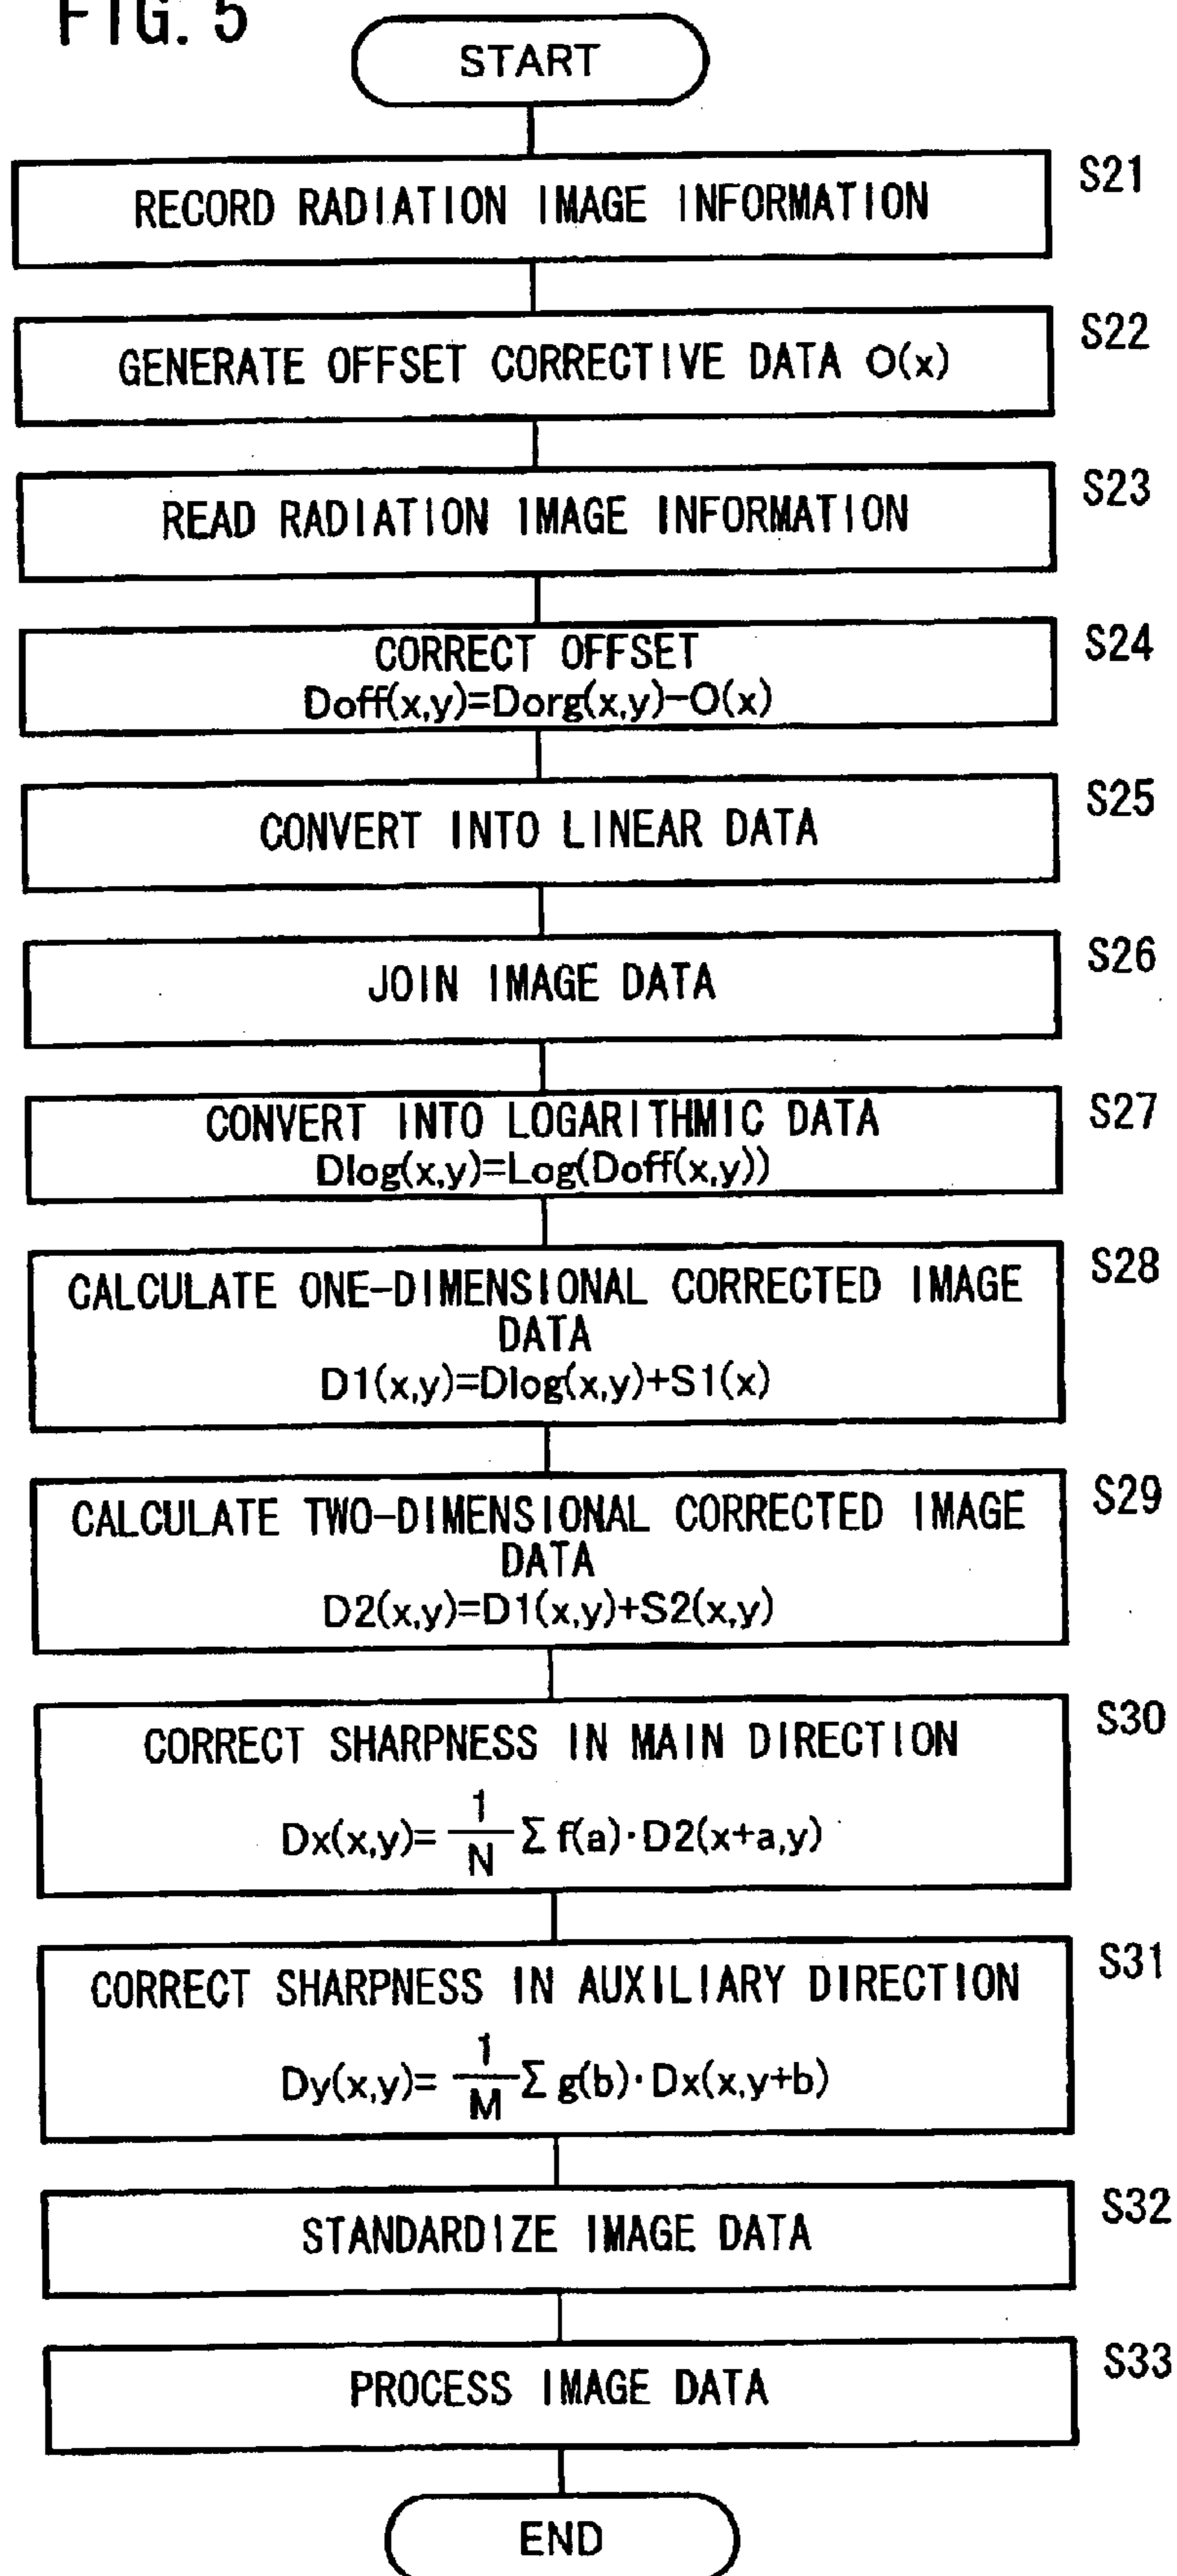 FIG. 5
START
RECORD RADIATION IMAGE INFORMATION
S21
GENERATE OFFSET CORRECTIVE DATA O(x)
S22
READ RADIATION IMAGE INFORMATION
S23
CORRECT OFFSET
Doff(x,y)=Dorg(x,y)-O(x)
S24
CONVERT INTO LINEAR DATA
S25
JOIN IMAGE DATA
S26
CONVERT INTO LOGARITHMIC DATA
Dlog(x,y)=Log(Doff(x,y))
S27
CALCULATE ONE-DIMENSIONAL CORRECTED IMAGE
DATA
D1(x,y)=Dlog(x,y)+S1(x)
S28
CALCULATE TWO-DIMENSIONAL CORRECTED IMAGE
DATA
D2(x,y)=D1(x,y)+S2(x,y)
S29
CORRECT SHARPNESS IN MAIN DIRECTION
Dx(x,y)= 1/N Σ f(a)·D2(x+a,y)
S30
CORRECT SHARPNESS IN AUXILIARY DIRECTION
Dy(x,y)= 1/M Σ g(b)·Dx(x,y+b)
S31
STANDARDIZE IMAGE DATA
S32
PROCESS IMAGE DATA
S33
END